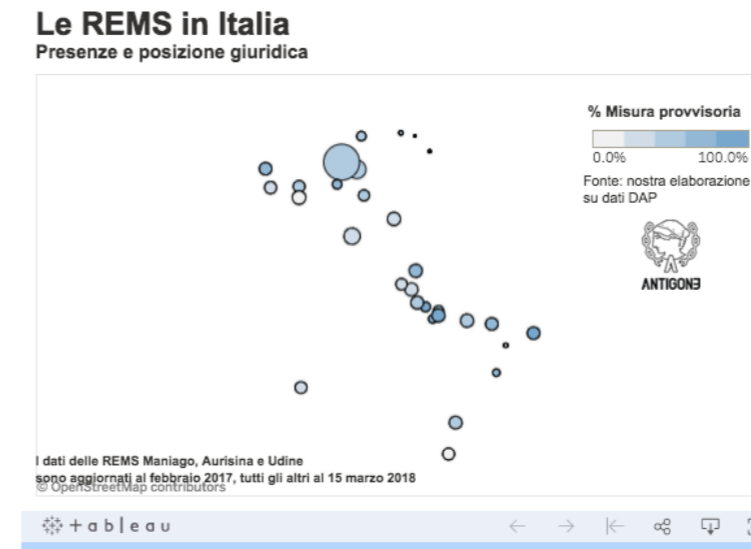 Le REMS in Italia
Presenze e posizione giuridica
% Misura provvisoria
0.0% 100.0%
Fonte: nostra elaborazione
su dati DAP
ANTIGONE
I dati delle REMS Maniago, Aurisina e Udine
sono aggiornati al febbraio 2017, tutti gli altri al 15 marzo 2018
© OpenStreetMap contributors
+ableau